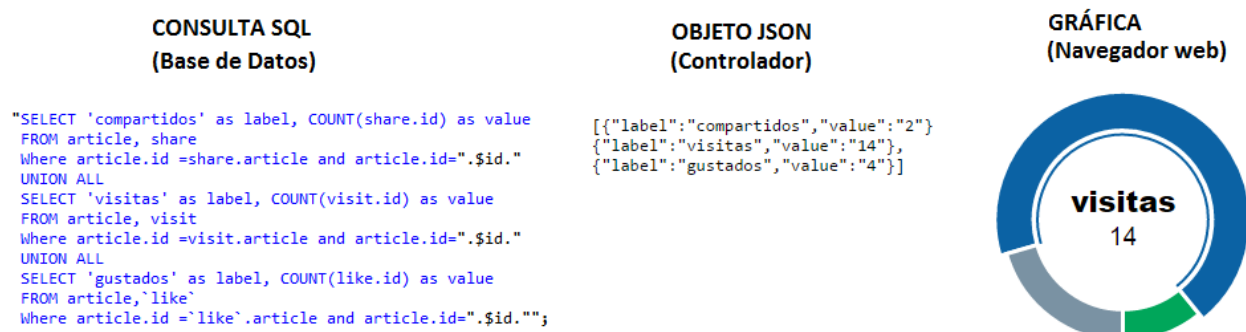 CONSULTA SQL
(Base de Datos)
"SELECT 'compartidos' as label, COUNT(share.id) as value
FROM article, share
Where article.id =share.article and article.id=".$id."
UNION ALL
SELECT 'visitas' as label, COUNT(visit.id) as value
FROM article, visit
Where article.id =visit.article and article.id=".$id."
UNION ALL
SELECT 'gustados' as label, COUNT(like.id) as value
FROM article,`like`
Where article.id =`like`.article and article.id=".$id."";
OBJETO JSON
(Controlador)
[{"label":"compartidos","value":"2"}
{"label":"visitas","value":"14"},
{"label":"gustados","value":"4"}]
GRÁFICA
(Navegador web)
visitas
14